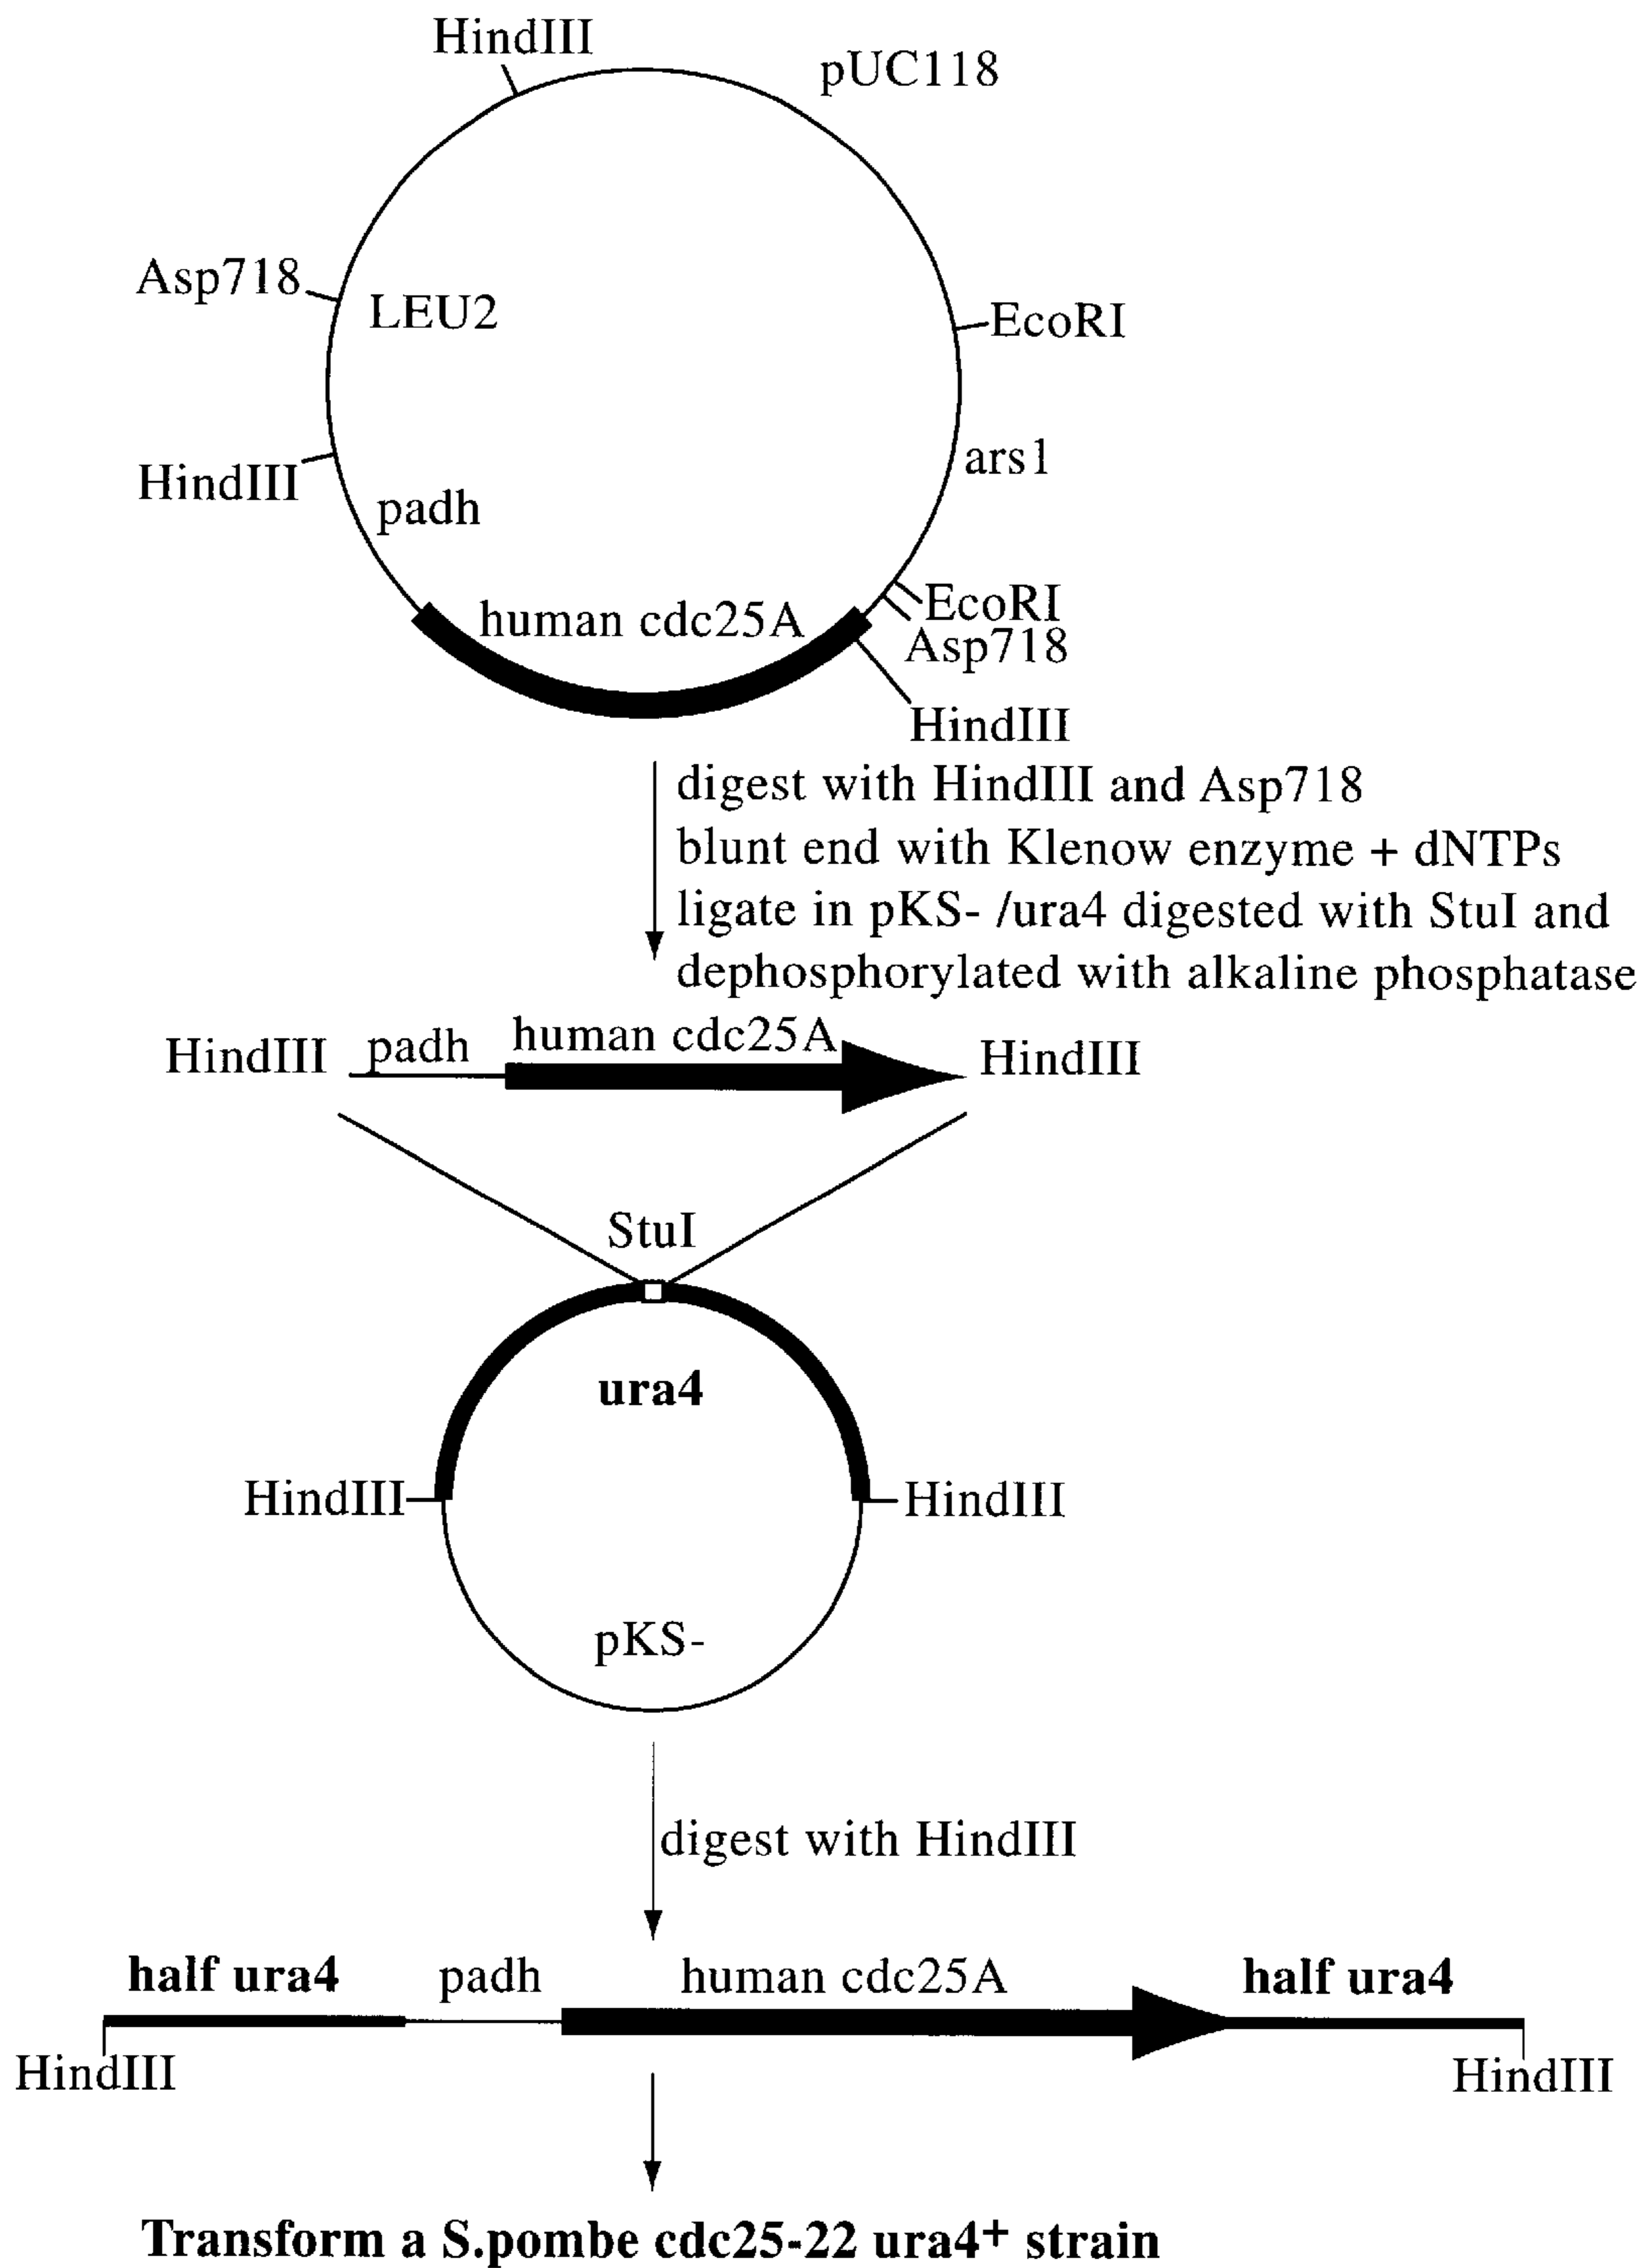 HindIII
pUC118
Asp718
LEU2
EcoRI
HindIII
padh
ars1
human cdc25A
EcoRI
Asp718
HindIII
digest with HindIII and Asp718
blunt end with Klenow enzyme + dNTPs
ligate in pKS- /ura4 digested with StuI and
dephosphorylated with alkaline phosphatase
HindIII
padh
human cdc25A
HindIII
StuI
ura4
HindIII
HindIII
pKS-
digest with HindIII
half ura4
padh
human cdc25A
half ura4
HindIII
HindIII
Transform a S.pombe cdc25-22 ura4+ strain